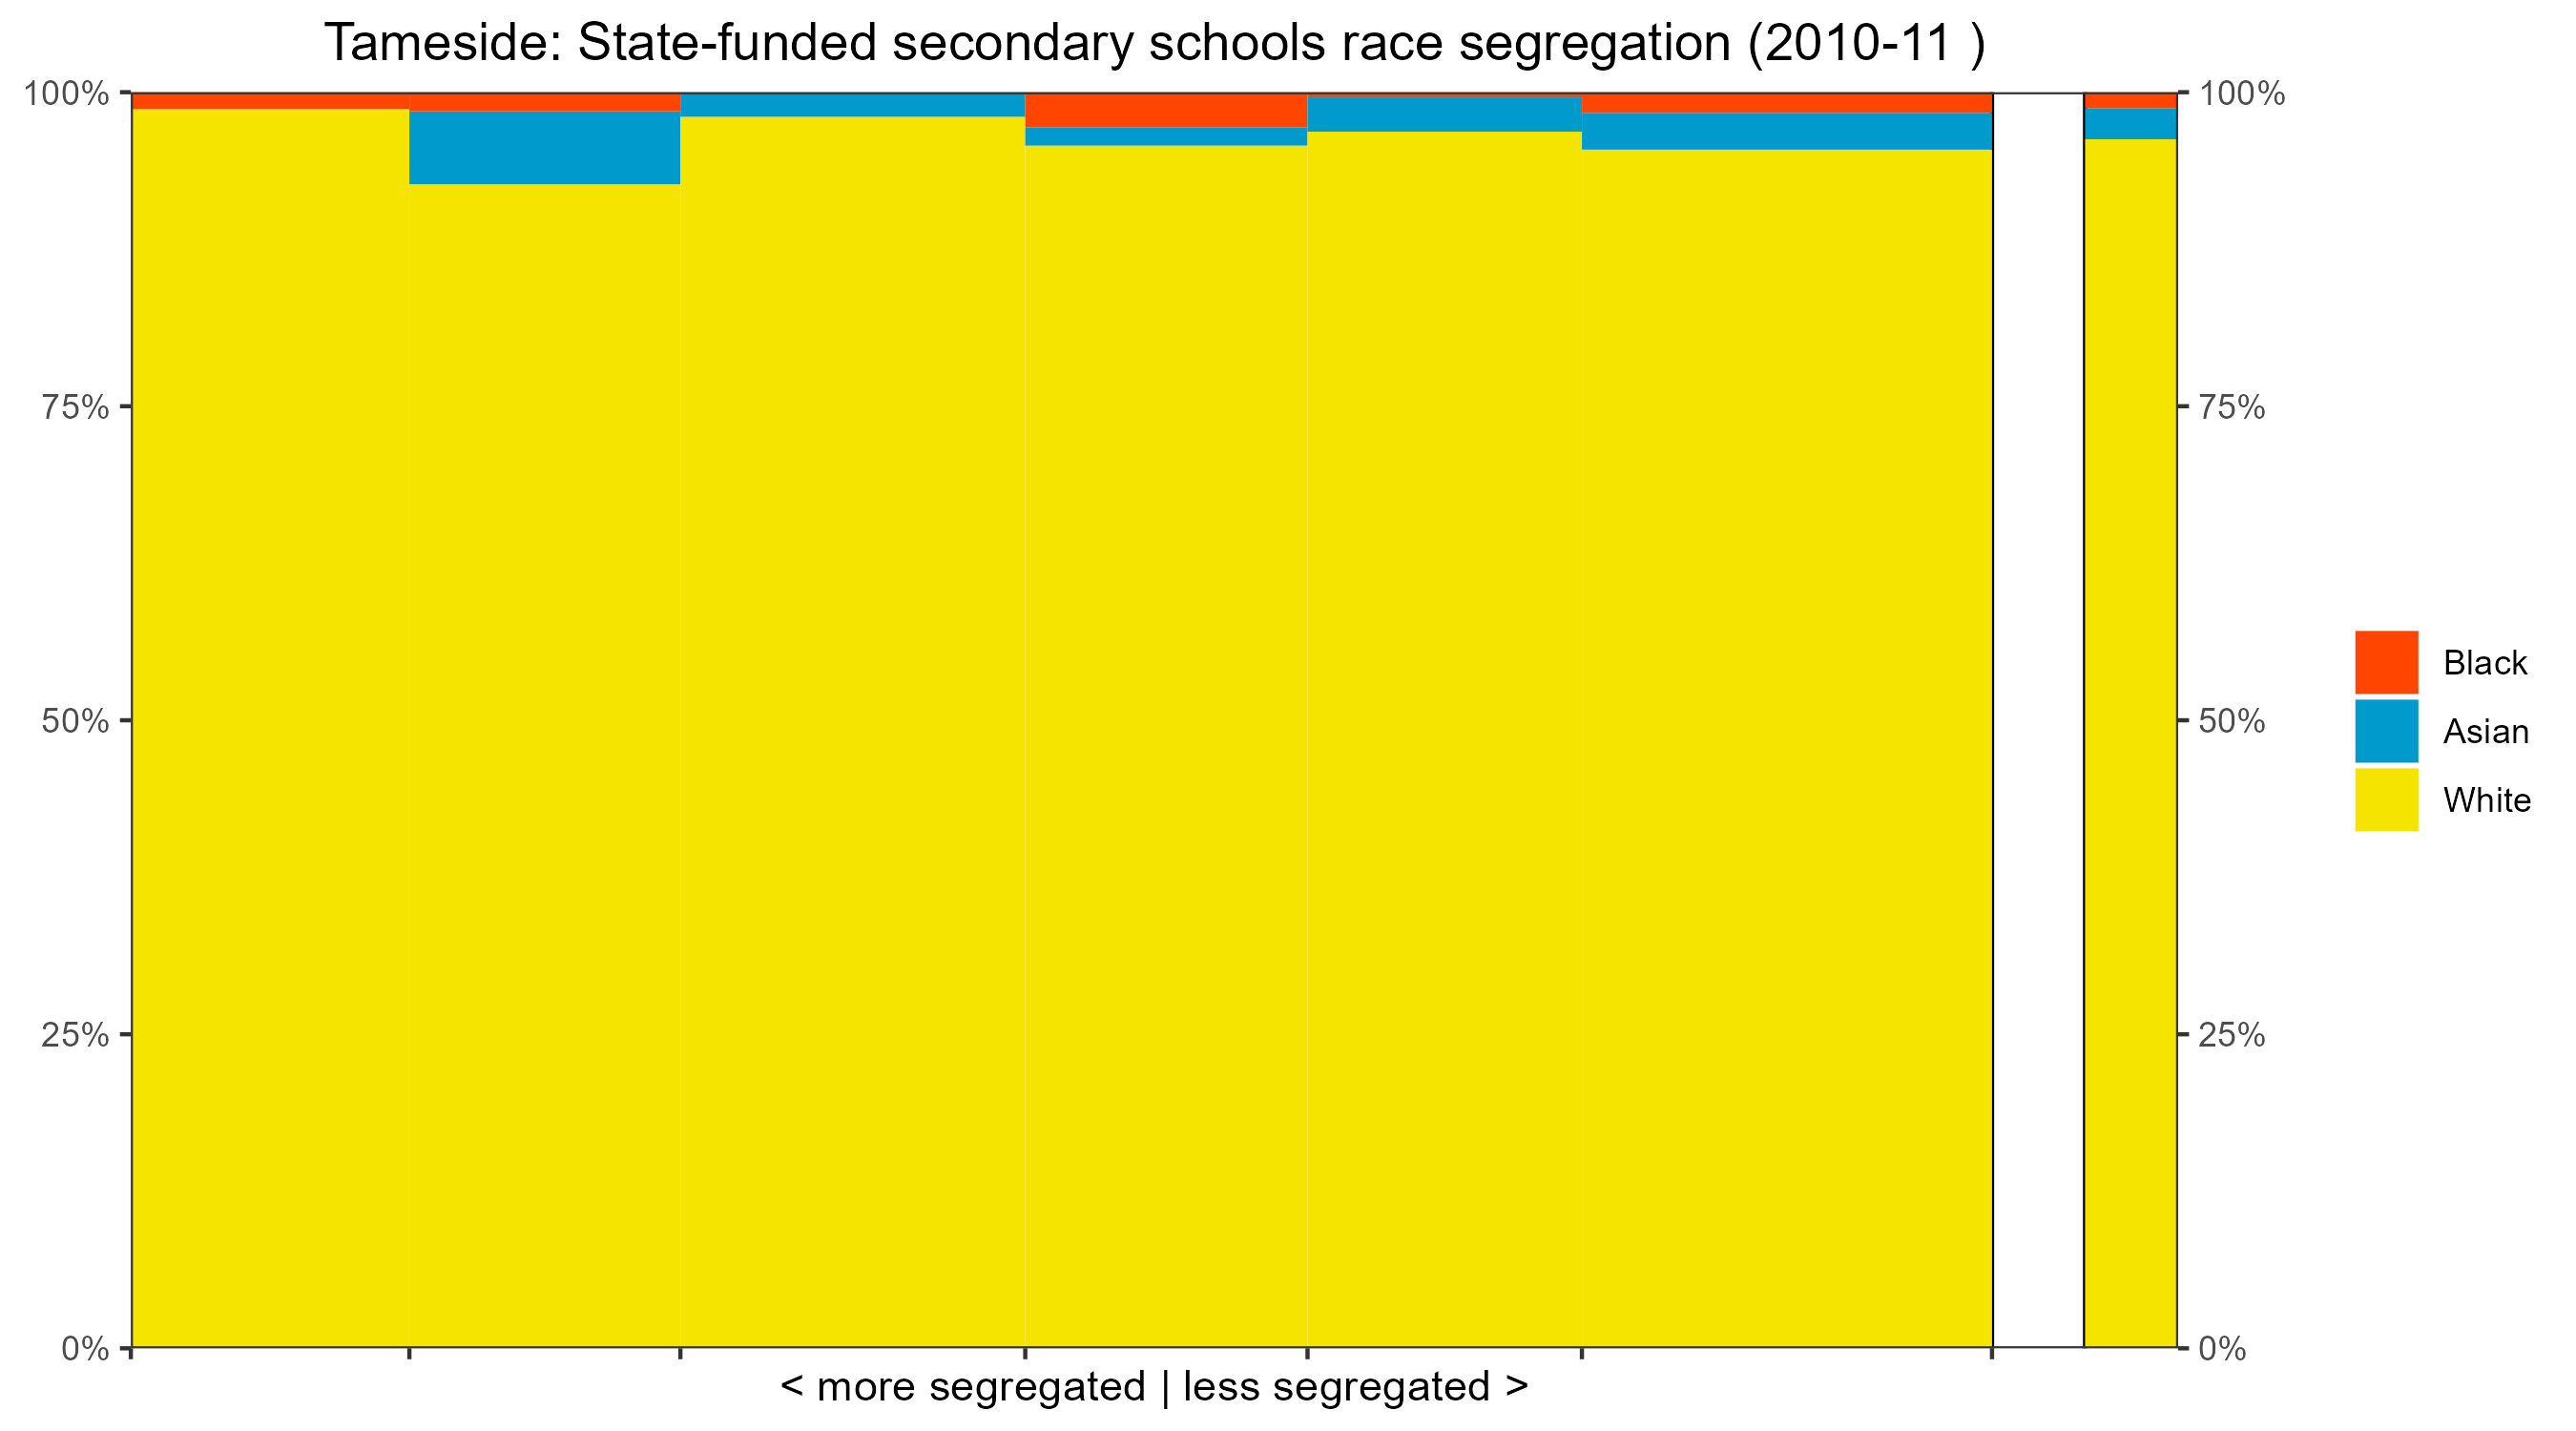 Tameside: State-funded secondary schools race segregation (2010-11 )
100%
75%
50%
25%
0%
100%
75%
50%
25%
0%
Black
Asian
White
< more segregated | less segregated >